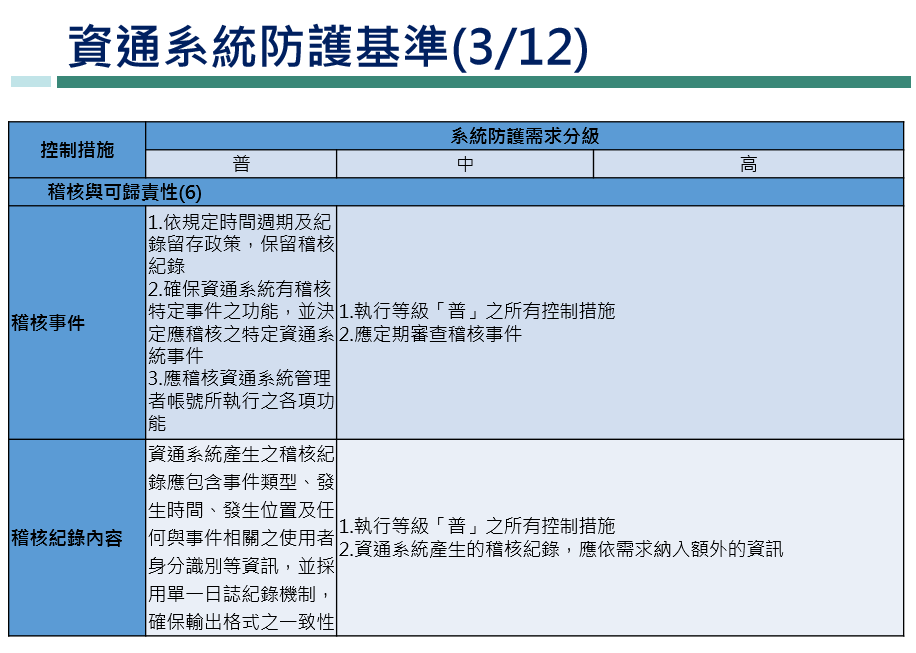 資通系統防護基準(3/12)
控制措施
系統防護需求分級
普
中
高
稽核與可歸責性(6)
稽核事件
1.依規定時間週期及紀
錄留存政策，保留稽核
紀錄
2.確保資通系統有稽核
特定事件之功能，並決
定應稽核之特定資通系
統事件
3.應稽核資通系統管理
者帳號所執行之各項功
能
1.執行等級「普」之所有控制措施
2.應定期審查稽核事件
稽核紀錄內容
資通系統產生之稽核紀
錄應包含事件類型、發
生時間、發生位置及任
何與事件相關之使用者
身分識別等資訊，並採
用單一日誌紀錄機制，
確保輸出格式之一致性
1.執行等級「普」之所有控制措施
2.資通系統產生的稽核紀錄，應依需求納入額外的資訊